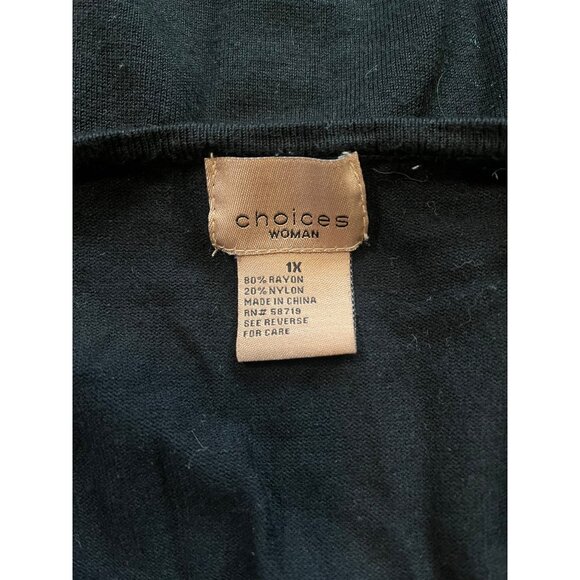 choices
WOMAN
1X
80% RAYON
20% NYLON
MADE IN CHINA
RN# 58719
SEE REVERSE
FOR CARE